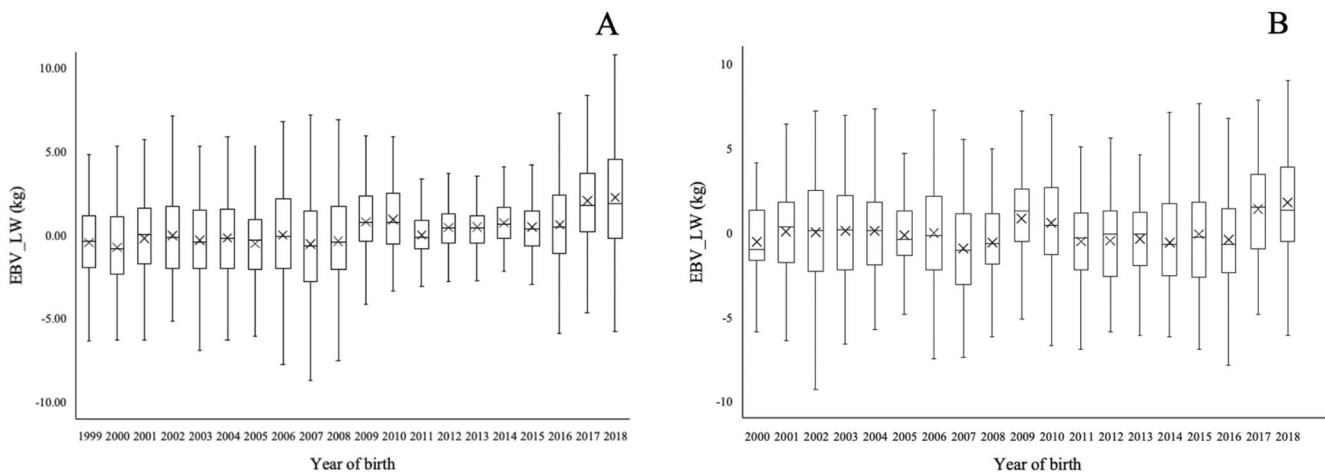 A
10.00
5.00
0.00
-5.00
-10.00
EBV_LW (kg)
1999 2000 2001 2002 2003 2004 2005 2006 2007 2008 2009 2010 2011 2012 2013 2014 2015 2016 2017 2018
Year of birth
B
10
5
0
-5
-10
EBV_LW (kg)
2000 2001 2002 2003 2004 2005 2006 2007 2008 2009 2010 2011 2012 2013 2014 2015 2016 2017 2018
Year of birth